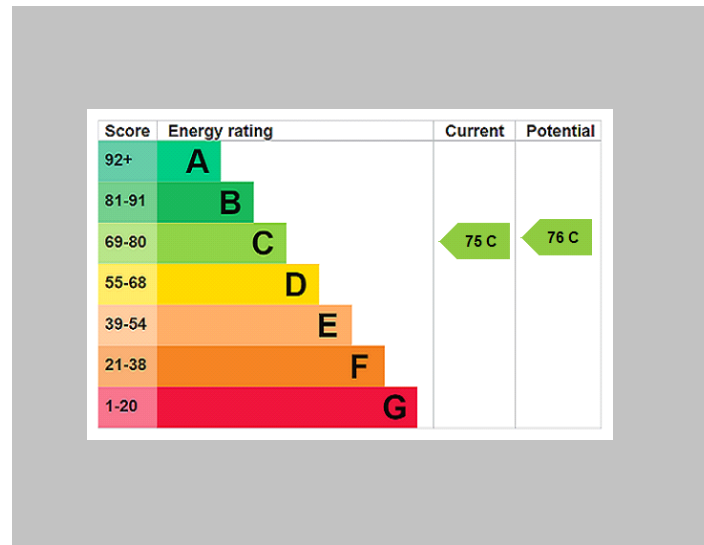 Score Energy rating Current Potential
92+ A
81-91 B
69-80 C 75 C 76 C
55-68 D
39-54 E
21-38 F
1-20 G